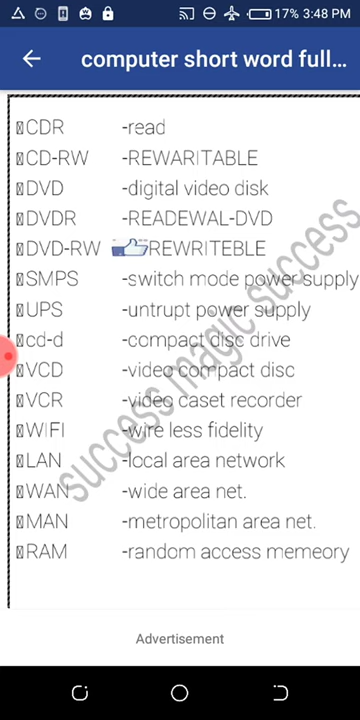 17% 3:48 PM
computer short word full...
CDR -read
CD-RW -REWARITABLE
DVD -digital video disk
DVDR -READEWAL-DVD
DVD-RW REWRITEBLE
SMPS -switch mode power supply
UPS -untrupt power supply
cd-d -compact disc drive
VCD -video compact disc
VCR -video caset recorder
WIFI -wire less fidelity
LAN -local area network
WAN -wide area net.
MAN -metropolitan area net.
RAM -random access memeory
success magic success
Advertisement